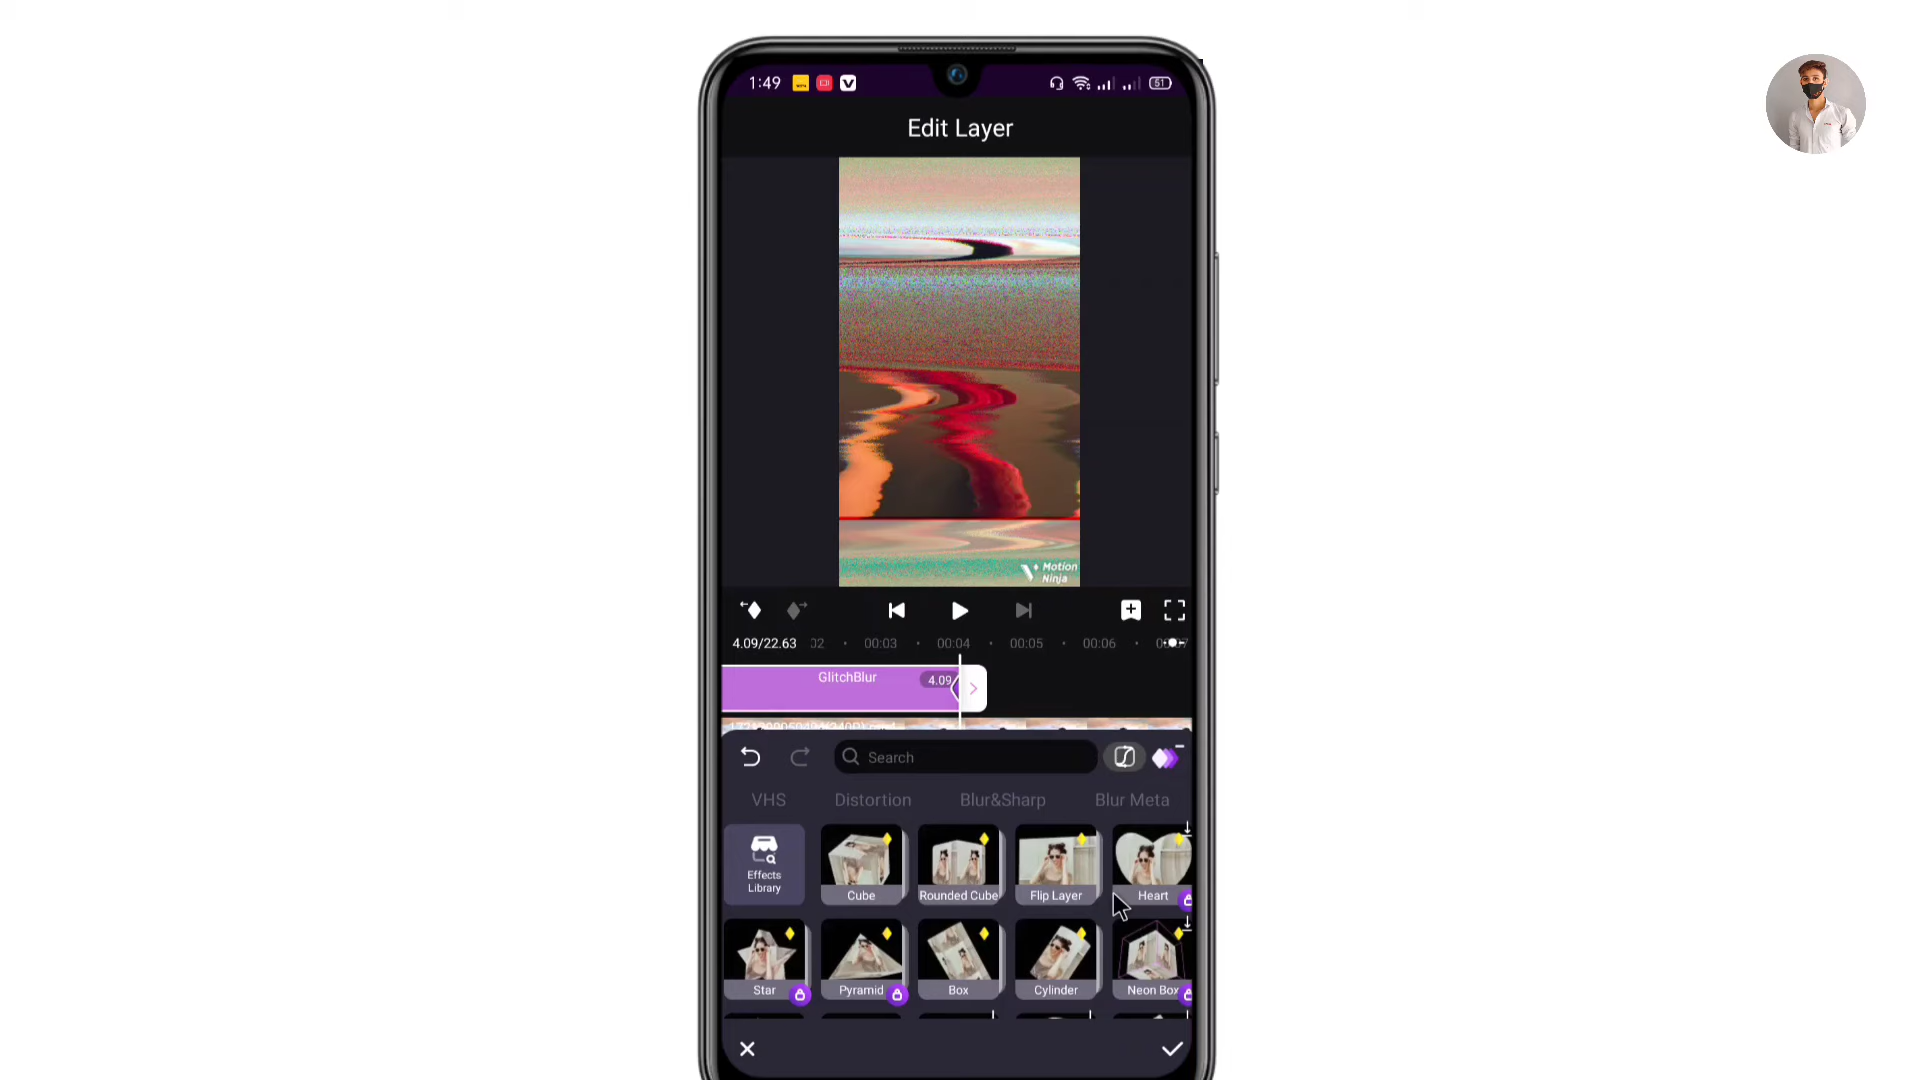 1:49
51
Edit Layer
Motion
Ninja
4.09/22.63 02 00:03 00:04 00:05 00:06
GlitchBlur 4.09
Search
VHS Distortion Blur&Sharp Blur Meta
Effects
Library
Cube Rounded Cube Flip Layer Heart
Star Pyramid Box Cylinder Neon Box